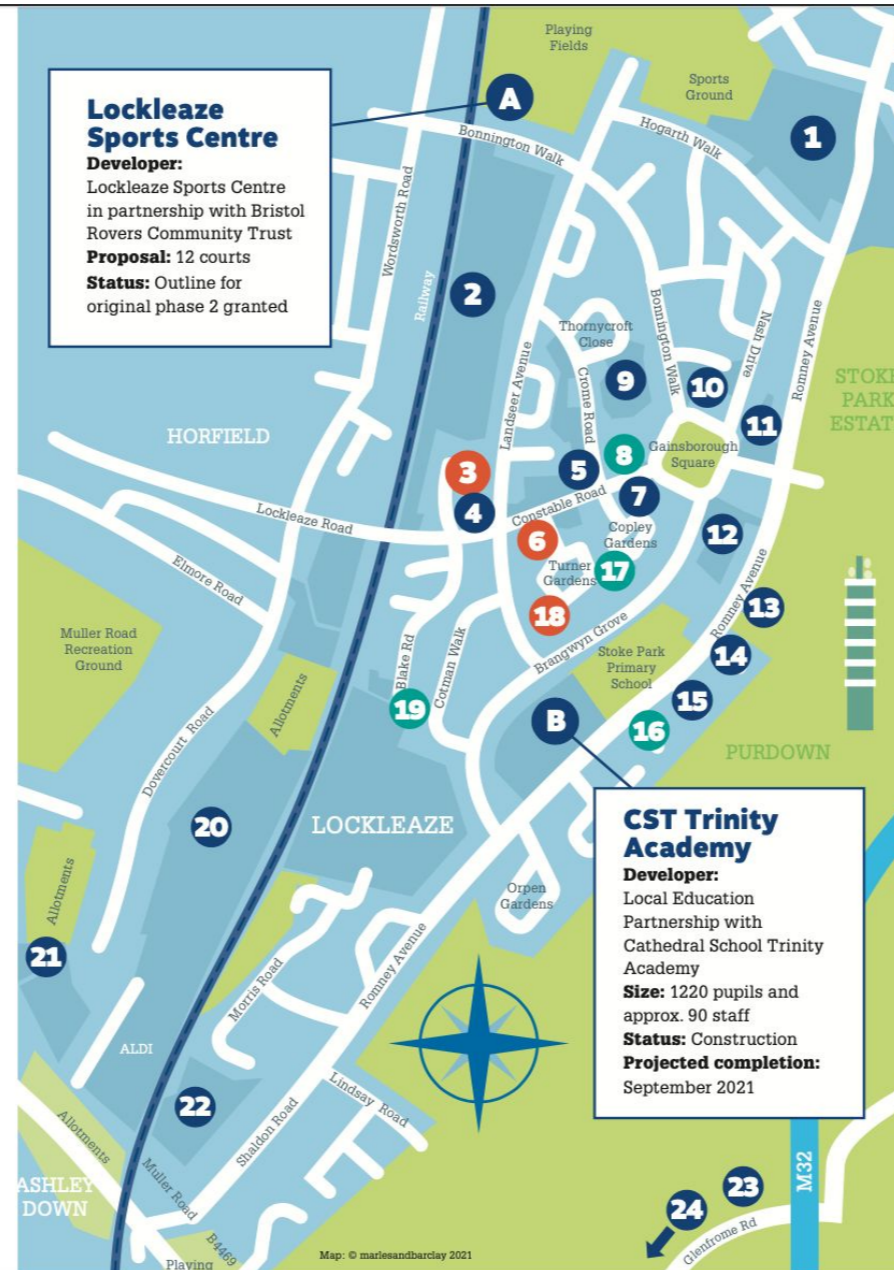 Playing
Fields
Sports
Ground
A
Lockleaze
Sports Centre
Developer:
Lockleaze Sports Centre
in partnership with Bristol
Rovers Community Trust
Proposal: 12 courts
Status: Outline for
original phase 2 granted
Bonnington Walk
Hogarth Walk
1
Wordsworth Road
Railway
2
Landseer Avenue
Thornycroft
Close
Crome Road
9
Bonnington Walk
10
Nash Drive
Romney Avenue
11
STOKE
PARK
ESTAT
HORFIELD
3
4
5
8
Gainsborough
Square
7
Constable Road
Copley
Gardens
6
Turner
Gardens
17
12
Lockleaze Road
Elmore Road
18
Brangwyn Grove
Romney Avenue
13
14
Stoke Park
Primary
School
15
16
Muller Road
Recreation
Ground
Allotments
Blake Rd
Cotman Walk
19
B
PURDOWN
Dovercourt Road
20
LOCKLEAZE
Orpen
Gardens
CST Trinity
Academy
Developer:
Local Education
Partnership with
Cathedral School Trinity
Academy
Size: 1220 pupils and
approx. 90 staff
Status: Construction
Projected completion:
September 2021
Allotments
21
Morris Road
Romney Avenue
ALDI
22
Shaldon Road
Lindsay Road
Allotments
Muller Road
ASHLEY
DOWN
B4469
Playing
M32
23
24
Glenfrome Rd
Map: © marlesandbarclay 2021